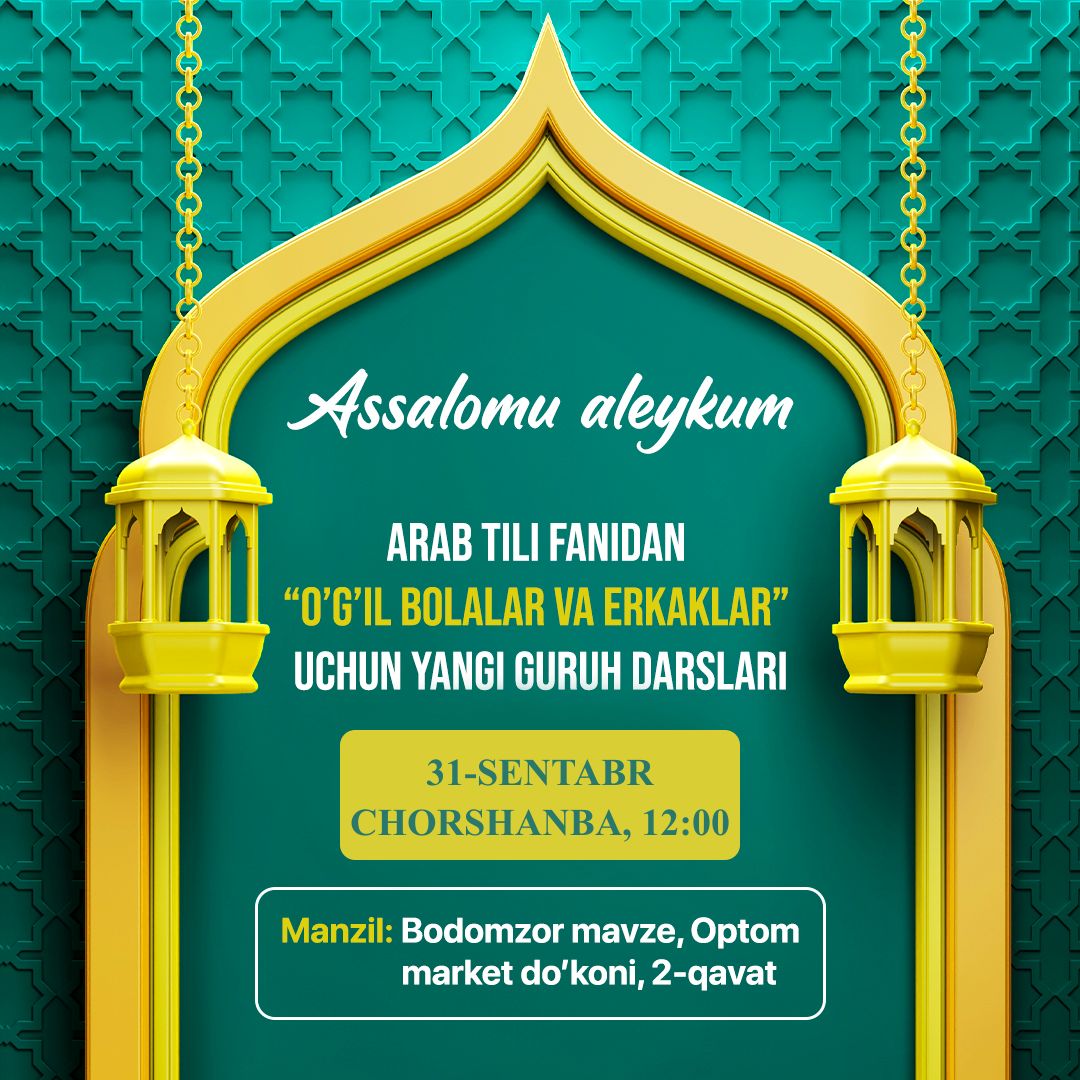 Assalomu aleykum
ARAB TILI FANIDAN
“O’G’IL BOLALAR VA ERKAKLAR”
UCHUN YANGI GURUH DARSLARI
31-SENTABR
CHORSHANBA, 12:00
Manzil: Bodomzor mavze, Optom
market do’koni, 2-qavat